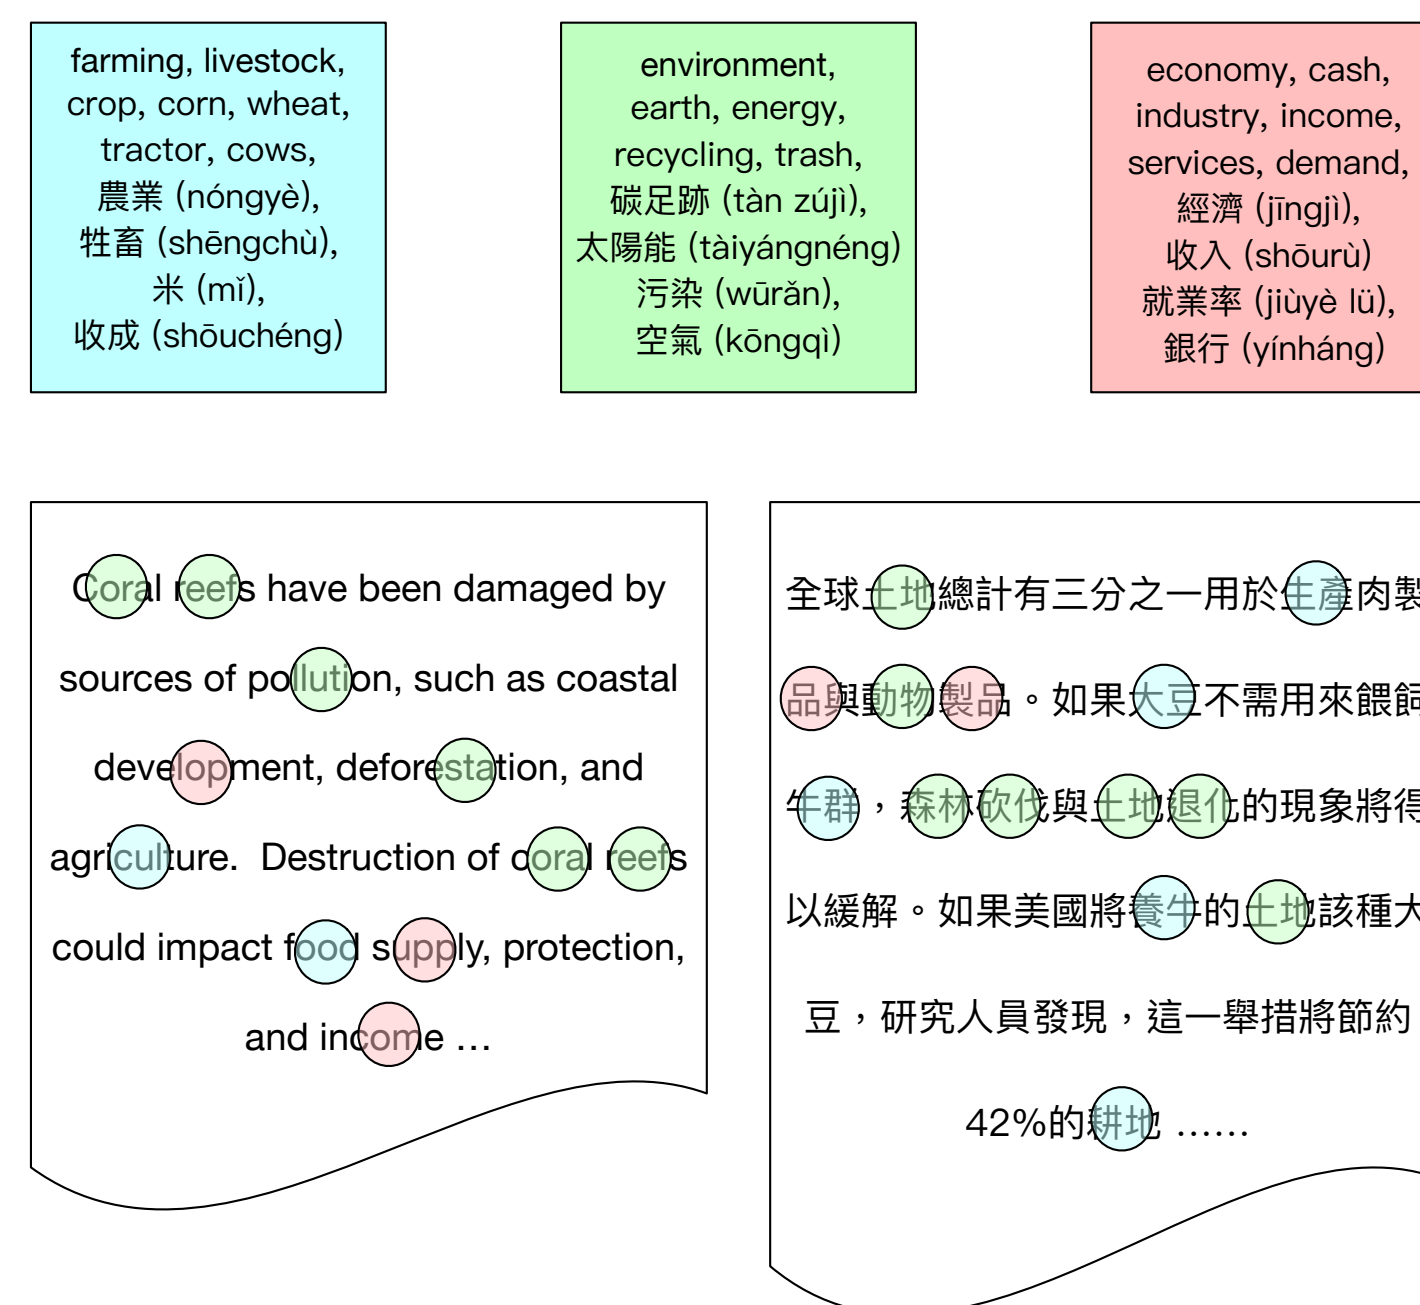 farming, livestock,
crop, corn, wheat,
tractor, cows,
農業 (nóngyè),
牲畜 (shēngchù),
米 (mǐ),
收成 (shōuchéng)
environment,
earth, energy,
recycling, trash,
碳足跡 (tàn zújì),
太陽能 (tàiyángnéng)
污染 (wūrǎn),
空氣 (kōngqì)
economy, cash,
industry, income,
services, demand,
經濟 (jīngjì),
收入 (shōurù)
就業率 (jiùyè lü),
銀行 (yínháng)
Coral reefs have been damaged by
sources of pollution, such as coastal
development, deforestation, and
agriculture. Destruction of coral reefs
could impact food supply, protection,
and income …
全球土地總計有三分之一用於生產肉製
品與動物製品。如果大豆不需用來餵飼
牛群，森林砍伐與土地退化的現象將得
以緩解。如果美國將養牛的土地該種大
豆，研究人員發現，這一舉措將節約
42%的耕地 ……